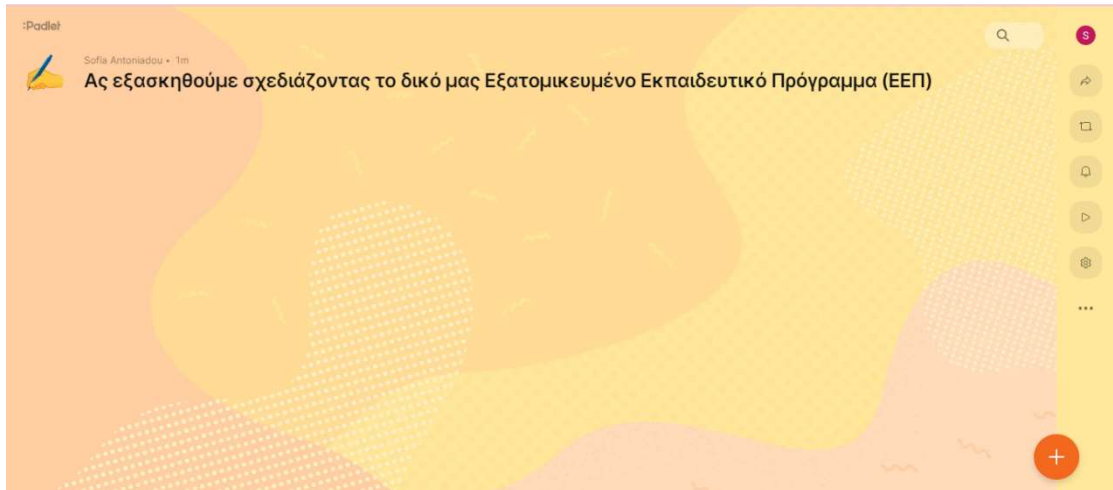 :Padlet
Sofia Antoniadou • 1m
Ας εξασκηθούμε σχεδιάζοντας το δικό μας Εξατομικευμένο Εκπαιδευτικό Πρόγραμμα (ΕΕΠ)
S